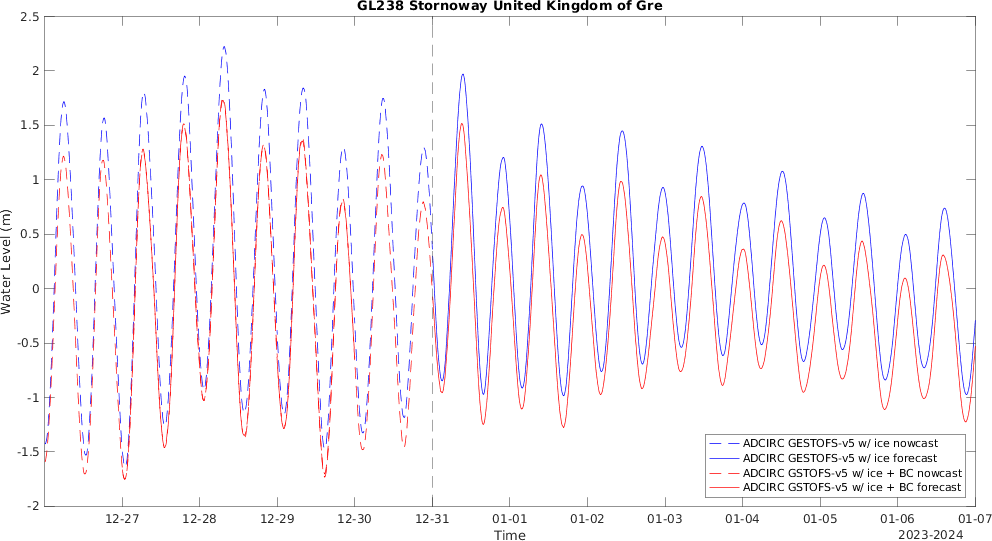 GL238 Stornoway United Kingdom of Gre
Water Level (m)
2.5
2
1.5
1
0.5
0
-0.5
-1
-1.5
-2
ADCIRC GESTOFS-v5 w/ ice nowcast
ADCIRC GESTOFS-v5 w/ ice forecast
ADCIRC GSTOFS-v5 w/ ice + BC nowcast
ADCIRC GSTOFS-v5 w/ ice + BC forecast
12-27 12-28 12-29 12-30 12-31 01-01 01-02 01-03 01-04 01-05 01-06 01-07
Time
2023-2024